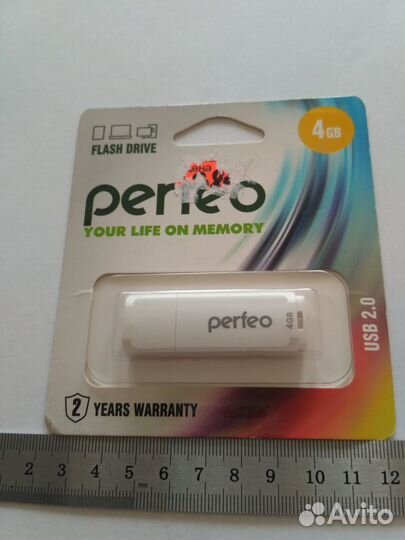 4GB
FLASH DRIVE
ена
perfeo
YOUR LIFE ON MEMORY
perfeo 4GB
USB 2.0
2 YEARS WARRANTY
2 3 4 5 6 7 8 9 10 11 12
Avito